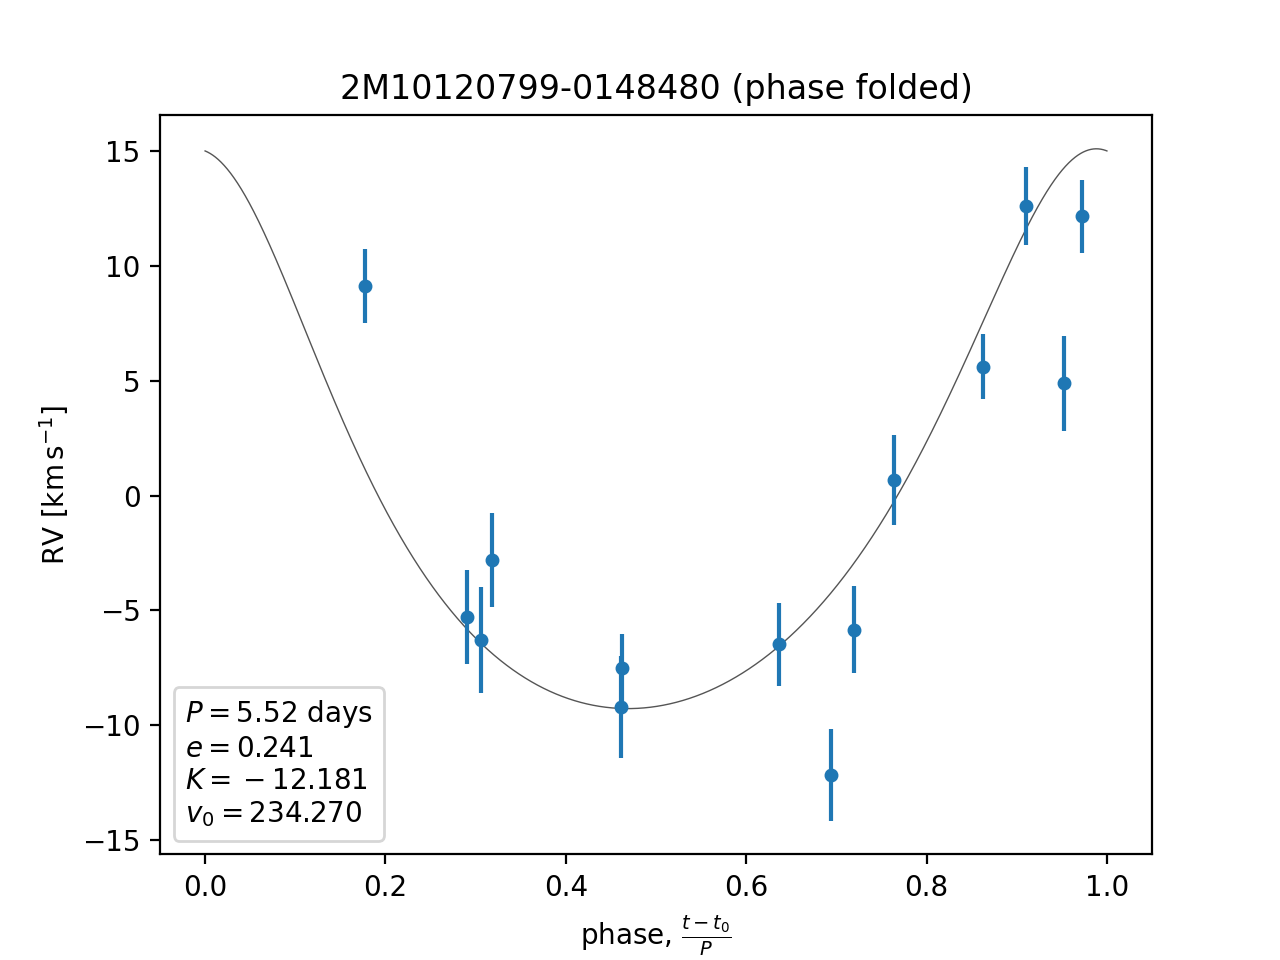 2M10120799-0148480 (phase folded)
15
10
5
0
−5
−10
−15
RV [km s⁻¹]
P = 5.52 days
e = 0.241
K = −12.181
v₀ = 234.270
0.0 0.2 0.4 0.6 0.8 1.0
phase, (t − t₀)/P